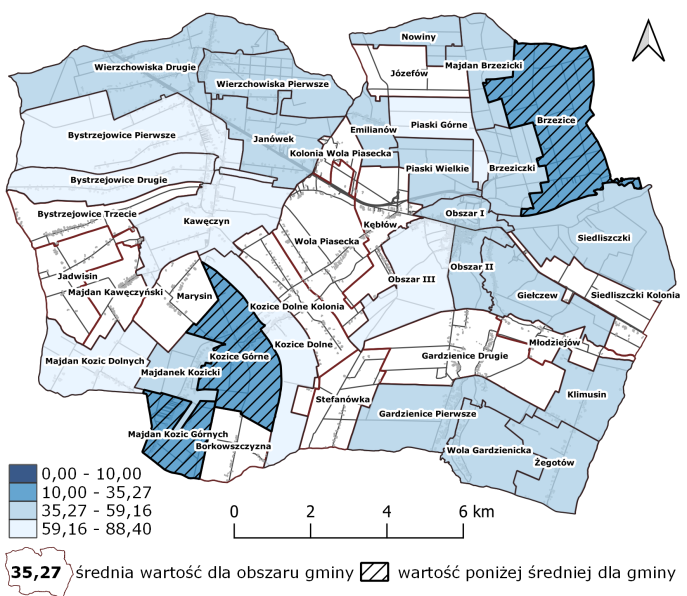 Nowiny
Wierzchowiska Drugie
Majdan Brzezicki
Józefów
Wierzchowiska Pierwsze
Brzezice
Piaski Górne
Emilianów
Bystrzejowice Pierwsze
Janówek
Kolonia Wola Piasecka
Piaski Wielkie
Brzeziczki
Bystrzejowice Drugie
Bystrzejowice Trzecie
Obszar I
Kawęczyn
Kębłów
Siedliszczki
Wola Piasecka
Obszar II
Jadwisin
Obszar III
Majdan Kawęczyński
Marysin
Giełczew
Siedliszczki Kolonia
Kozice Dolne Kolonia
Młodziejów
Kozice Dolne
Kozice Górne
Gardzienice Drugie
Majdan Kozic Dolnych
Majdanek Kozicki
Klimusin
Stefanówka
Gardzienice Pierwsze
Majdan Kozic Górnych
Borkowszczyzna
Wola Gardzienicka
Żegotów
0,00 - 10,00
10,00 - 35,27
35,27 - 59,16
59,16 - 88,40
0 2 4 6 km
35,27 średnia wartość dla obszaru gminy wartość poniżej średniej dla gminy